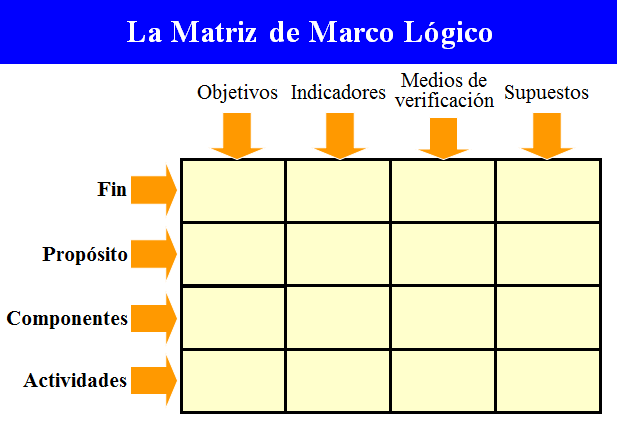 La Matriz de Marco Lógico
Objetivos
Indicadores
Medios de
verificación
Supuestos
Fin
Propósito
Componentes
Actividades